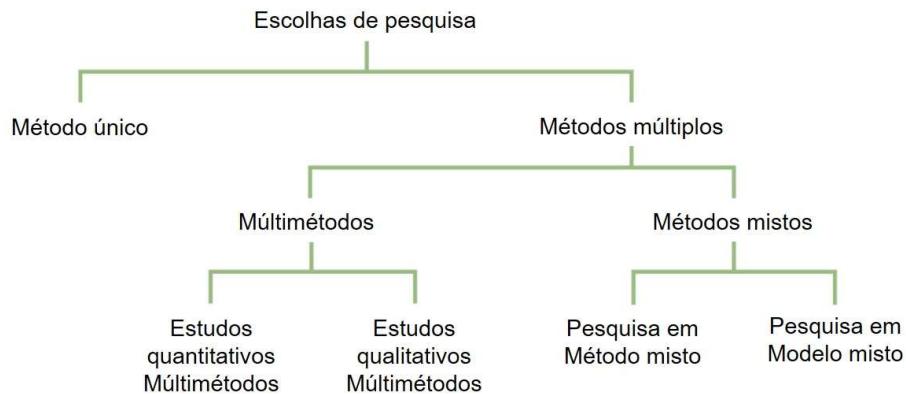 Escolhas de pesquisa
Método único
Métodos múltiplos
Múltimétodos
Métodos mistos
Estudos
quantitativos
Múltimétodos
Estudos
qualitativos
Múltimétodos
Pesquisa em
Método misto
Pesquisa em
Modelo misto